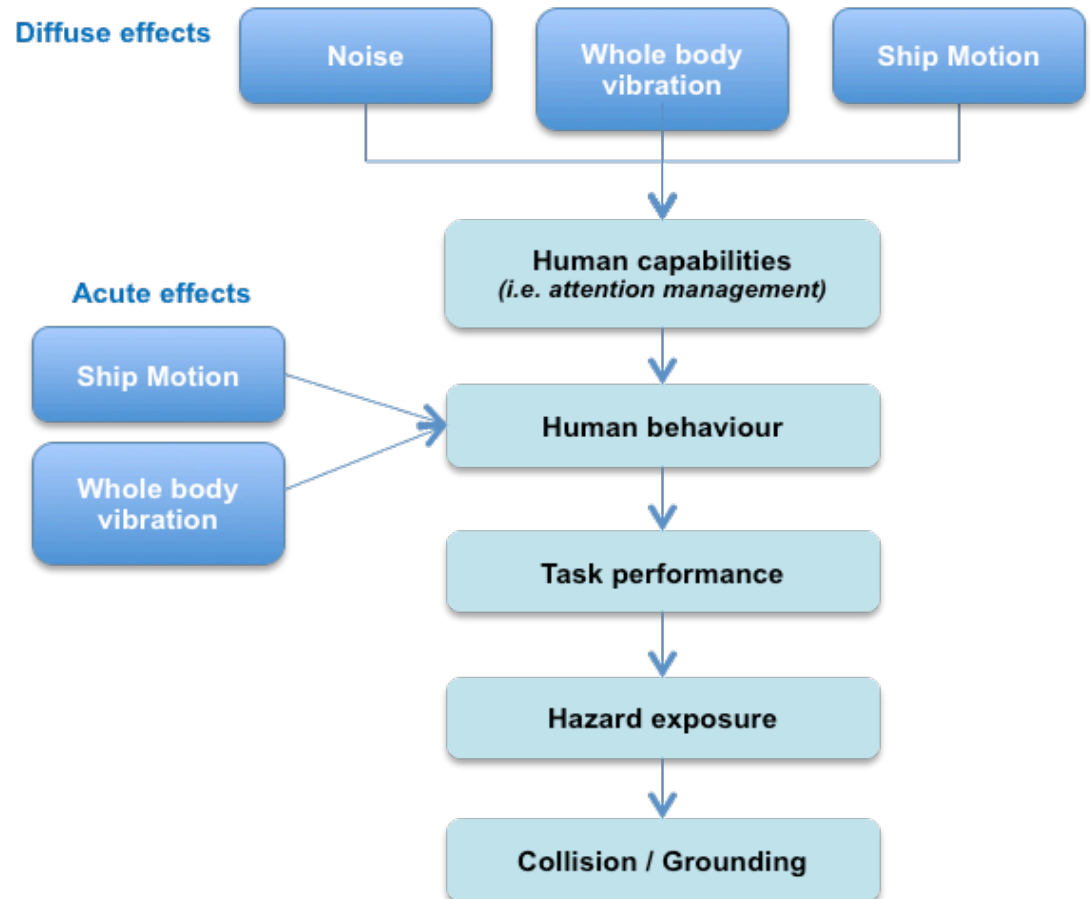 Diffuse effects
Noise
Whole body
vibration
Ship Motion
Human capabilities
(i.e. attention management)
Acute effects
Ship Motion
Whole body
vibration
Human behaviour
Task performance
Hazard exposure
Collision / Grounding